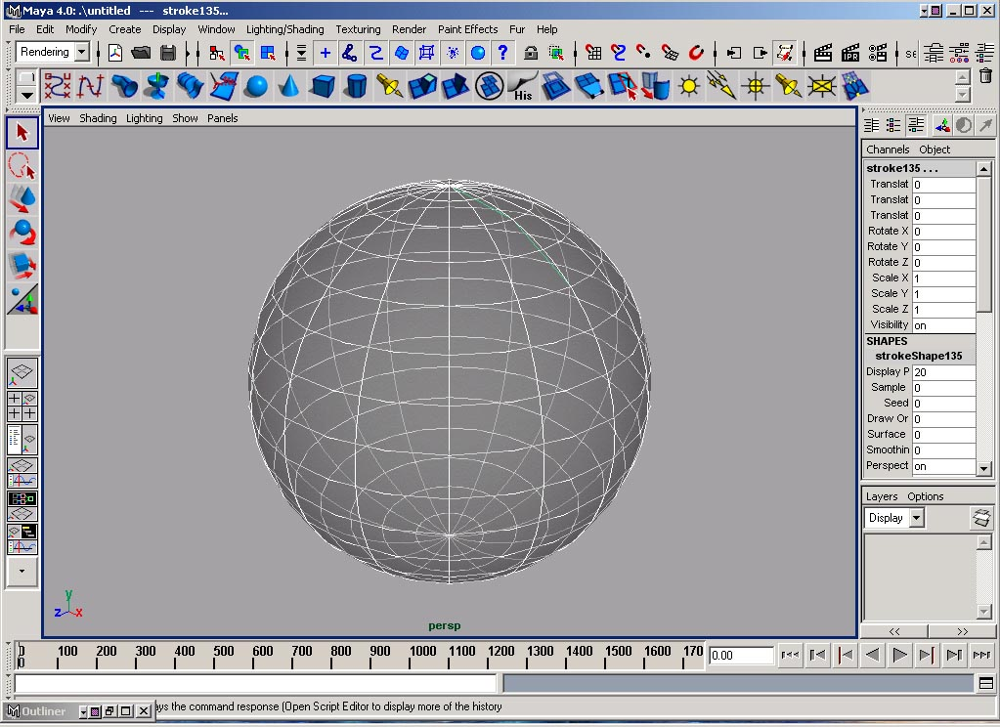 Maya 4.0: .\untitled --- stroke135...
File Edit Modify Create Display Window Lighting/Shading Texturing Render Paint Effects Fur Help
Rendering ? IPR se
His
View Shading Lighting Show Panels
Channels Object
stroke135 . . .
Translat 0
Translat 0
Translat 0
Rotate X 0
Rotate Y 0
Rotate Z 0
Scale X 1
Scale Y 1
Scale Z 1
Visibility on
SHAPES
strokeShape135
Display P 20
Sample 0
Seed 0
Draw Or 0
Surface 0
Smoothin 0
Perspect on
Layers Options
Display
y
z x
persp
<< >>
0 100 200 300 400 500 600 700 800 900 1000 1100 1200 1300 1400 1500 1600 170
0 0.00
Outliner
ays the command response (Open Script Editor to display more of the history